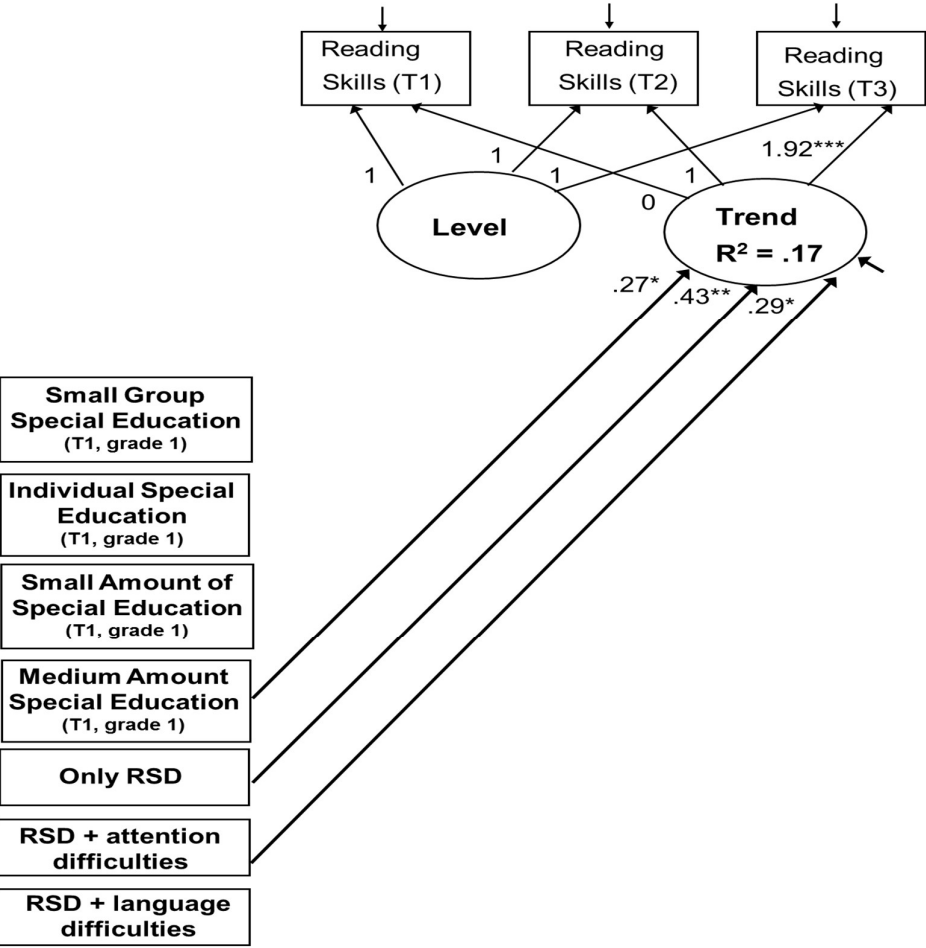 Reading
Skills (T1)
Reading
Skills (T2)
Reading
Skills (T3)
1
1
1
0
1
1.92***
Level
Trend
R² = .17
.27*
.43**
.29*
Small Group
Special Education
(T1, grade 1)
Individual Special
Education
(T1, grade 1)
Small Amount of
Special Education
(T1, grade 1)
Medium Amount
Special Education
(T1, grade 1)
Only RSD
RSD + attention
difficulties
RSD + language
difficulties